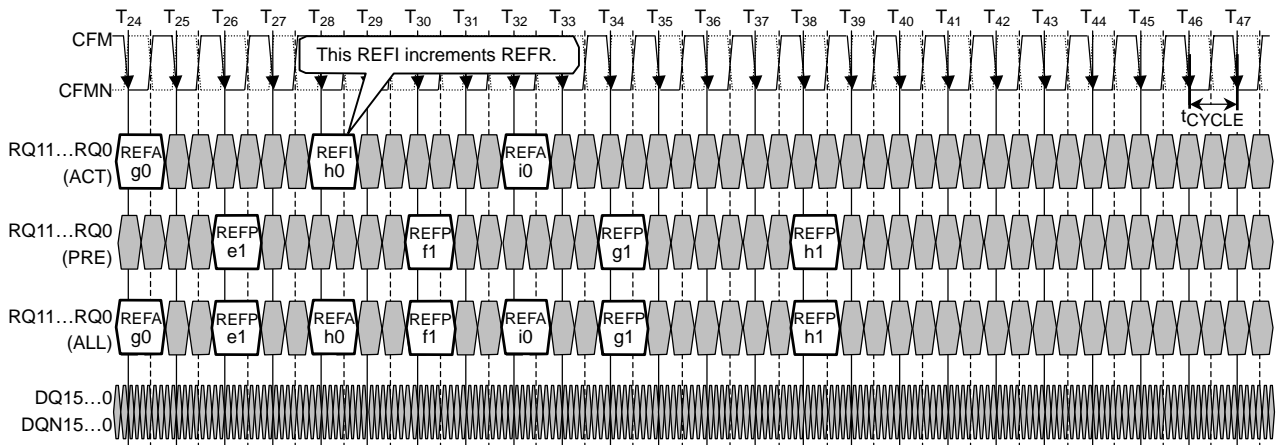 T24 T25 T26 T27 T28 T29 T30 T31 T32 T33 T34 T35 T36 T37 T38 T39 T40 T41 T42 T43 T44 T45 T46 T47
CFM
This REFI increments REFR.
CFMN
tCYCLE
RQ11…RQ0
(ACT)
REFA
g0
REFI
h0
REFA
i0
RQ11…RQ0
(PRE)
REFP
e1
REFP
f1
REFP
g1
REFP
h1
RQ11…RQ0
(ALL)
REFA
g0
REFP
e1
REFA
h0
REFP
f1
REFA
i0
REFP
g1
REFP
h1
DQ15…0
DQN15…0